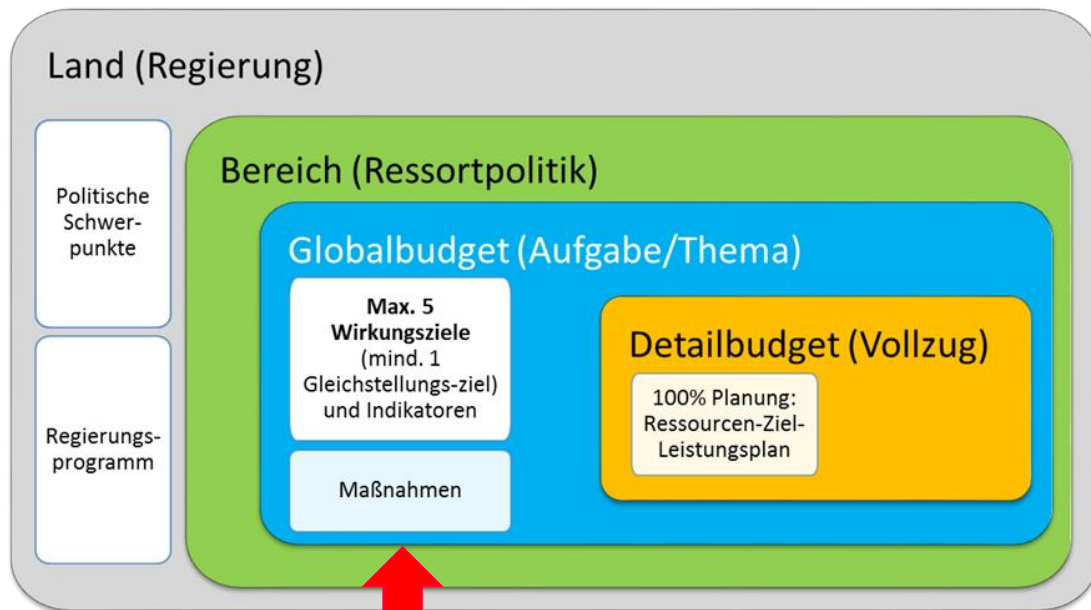 Land (Regierung)
Politische
Schwer-
punkte
Regierungs-
programm
Bereich (Ressortpolitik)
Globalbudget (Aufgabe/Thema)
Max. 5
Wirkungsziele
(mind. 1
Gleichstellungs-ziel)
und Indikatoren
Maßnahmen
Detailbudget (Vollzug)
100% Planung:
Ressourcen-Ziel-
Leistungsplan